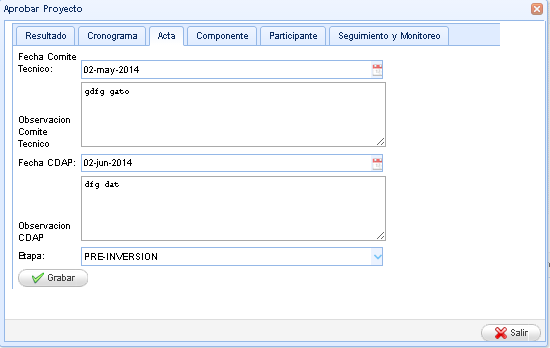 Aprobar Proyecto
Resultado Cronograma Acta Componente Participante Seguimiento y Monitoreo
Fecha Comite
Tecnico: 02-may-2014
gdfg gato
Observacion
Comite
Tecnico
Fecha CDAP: 02-jun-2014
dfg dat
Observacion
CDAP
Etapa: PRE-INVERSION
Grabar
Salir